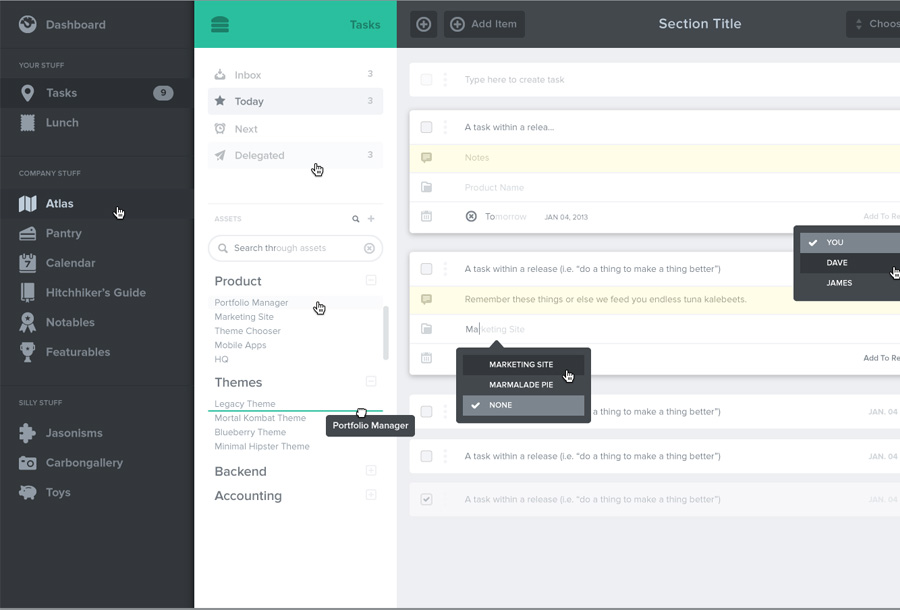 Dashboard
YOUR STUFF
Tasks 9
Lunch
COMPANY STUFF
Atlas
Pantry
7 Calendar
Hitchhiker's Guide
Notables
Featurables
SILLY STUFF
Jasonisms
Carbongallery
Toys
Tasks
Inbox 3
Today 3
Next
Delegated 3
ASSETS
Search through assets
Product
Portfolio Manager
Marketing Site
Theme Chooser
Mobile Apps
HQ
Themes
Legacy Theme
Mortal Kombat Theme
Blueberry Theme
Minimal Hipster Theme
Portfolio Manager
Backend
Accounting
Add Item
Section Title
Choos
Type here to create task
A task within a relea...
Notes
Product Name
Tomorrow JAN 04, 2013 Add To Re
YOU
DAVE
JAMES
A task within a release (i.e. “do a thing to make a thing better”)
Remember these things or else we feed you endless tuna kalebeets.
Marketing Site
Add To Re
MARKETING SITE
MARMALADE PIE
NONE
a thing to make a thing better”) JAN. 04
A task within a release (i.e. “do a thing to make a thing better”) JAN. 04
A task within a release (i.e. “do a thing to make a thing better”) JAN. 04